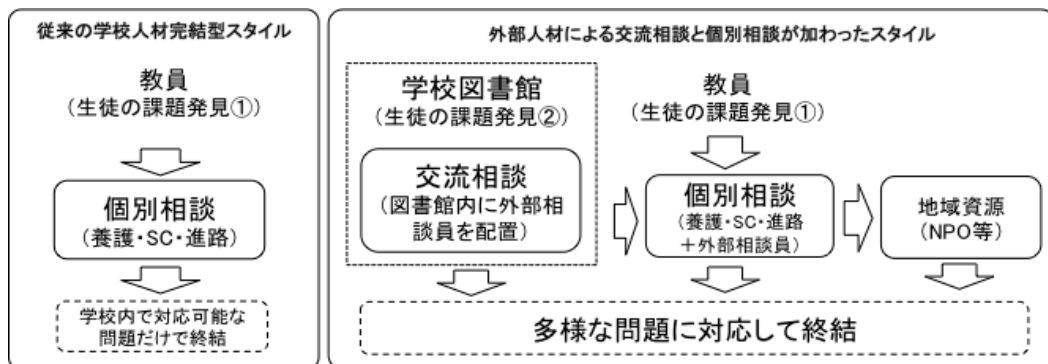 従来の学校人材完結型スタイル
教員
(生徒の課題発見①)
個別相談
(養護・SC・進路)
学校内で対応可能な
問題だけで終結
外部人材による交流相談と個別相談が加わったスタイル
学校図書館
(生徒の課題発見②)
交流相談
(図書館内に外部相
談員を配置)
教員
(生徒の課題発見①)
個別相談
(養護・SC・進路
+外部相談員)
地域資源
(NPO等)
多様な問題に対応して終結